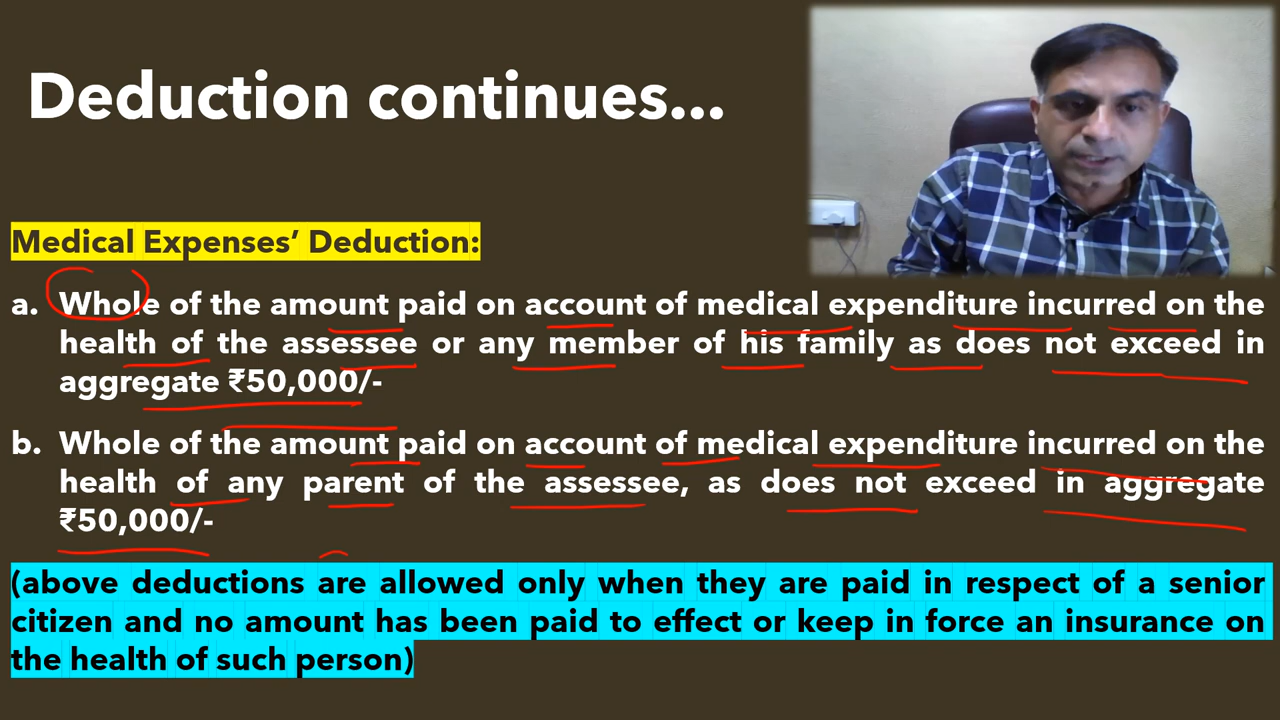 Deduction continues...
Medical Expenses’ Deduction:
a. Whole of the amount paid on account of medical expenditure incurred on the
health of the assessee or any member of his family as does not exceed in
aggregate ₹50,000/-
b. Whole of the amount paid on account of medical expenditure incurred on the
health of any parent of the assessee, as does not exceed in aggregate
₹50,000/-
(above deductions are allowed only when they are paid in respect of a senior
citizen and no amount has been paid to effect or keep in force an insurance on
the health of such person)